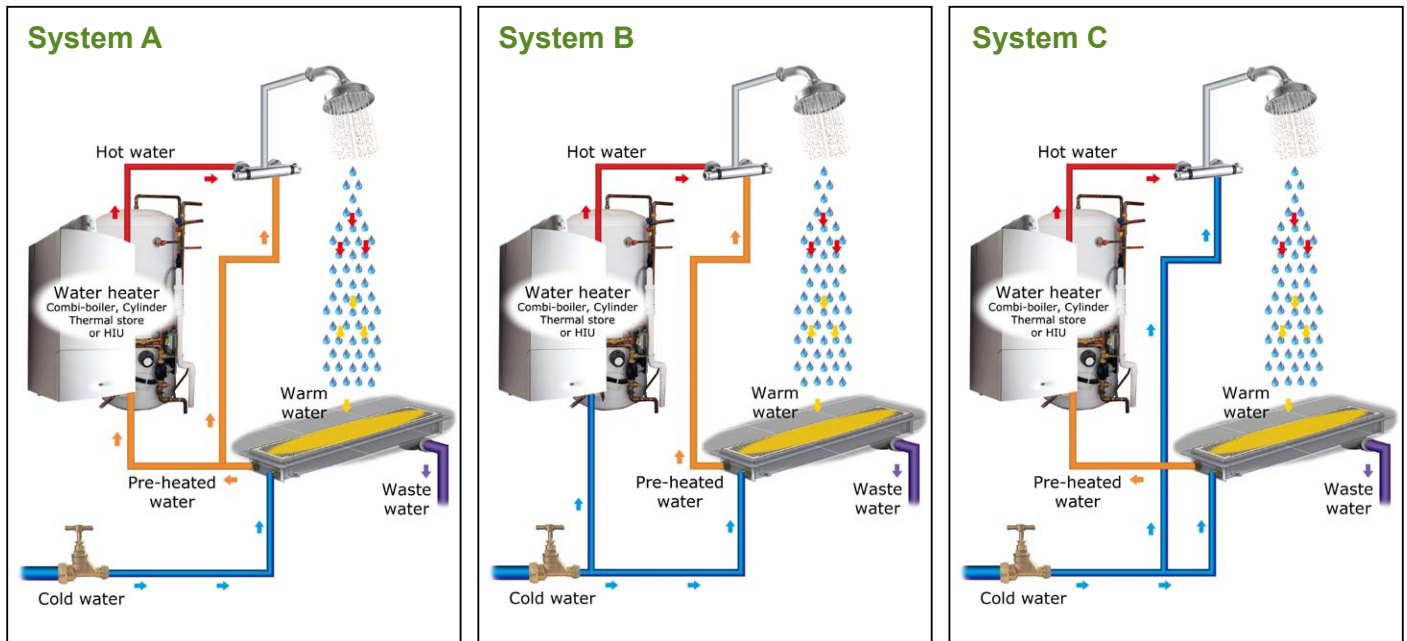 System A
Hot water
Water heater
Combi-boiler, Cylinder
Thermal store
or HIU
Warm
water
Pre-heated
water
Waste
water
Cold water
System B
Hot water
Water heater
Combi-boiler, Cylinder
Thermal store
or HIU
Warm
water
Pre-heated
water
Waste
water
Cold water
System C
Hot water
Water heater
Combi-boiler, Cylinder
Thermal store
or HIU
Warm
water
Pre-heated
water
Waste
water
Cold water